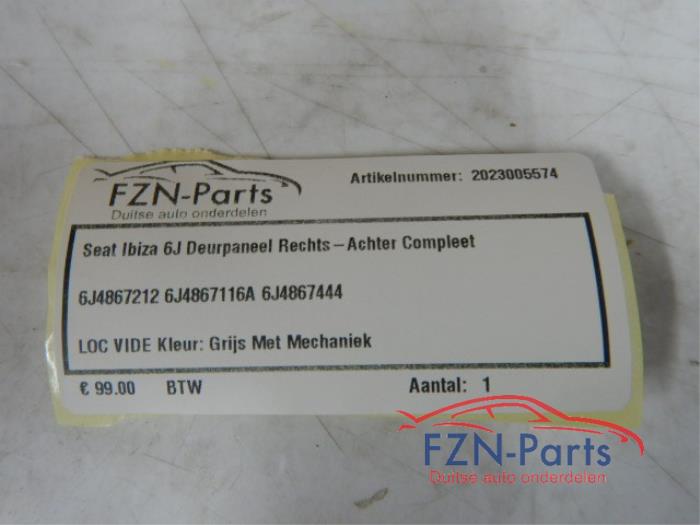 FZN-Parts
Duitse auto onderdelen
Artikelnummer: 2023005574
Seat Ibiza 6J Deurpaneel Rechts-Achter Compleet
6J4867212 6J4867116A 6J4867444
LOC VIDE Kleur: Grijs Met Mechaniek
€ 99.00 BTW Aantal: 1
FZN-Parts
Duitse auto onderdelen